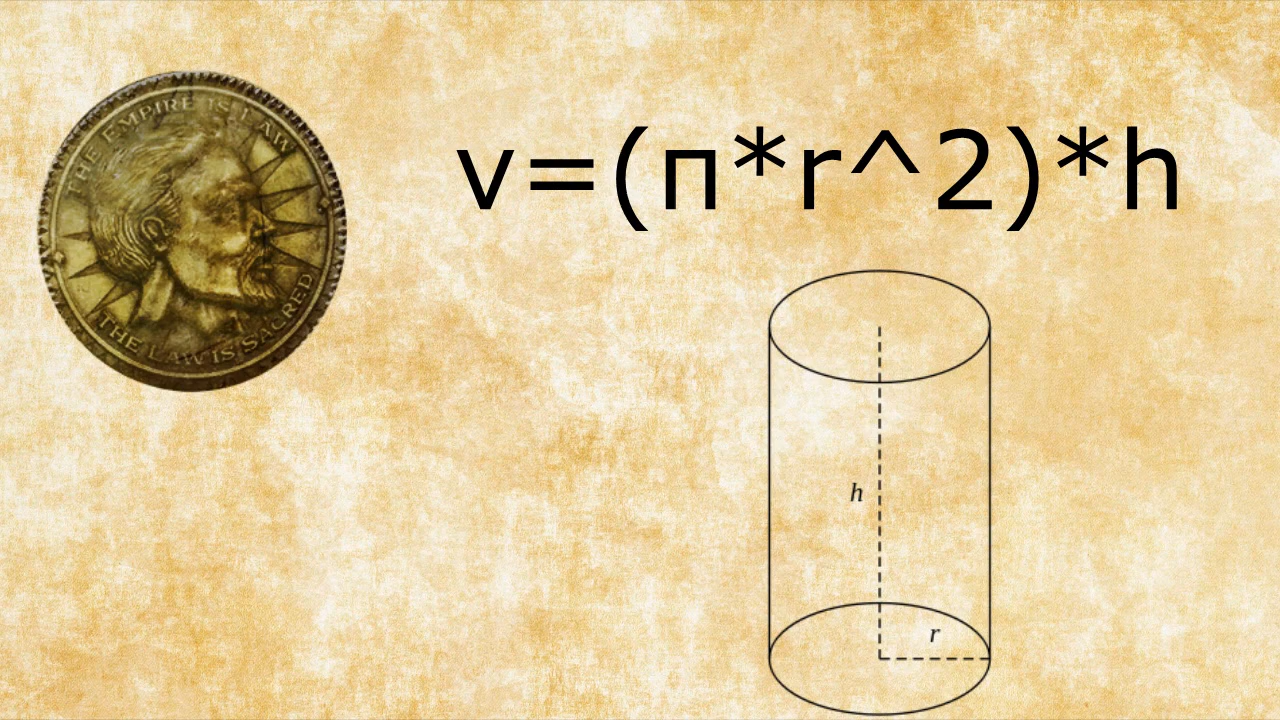 THE EMPIRE IS LAW
THE LAW IS SACRED
v=(п*r^2)*h
h
r